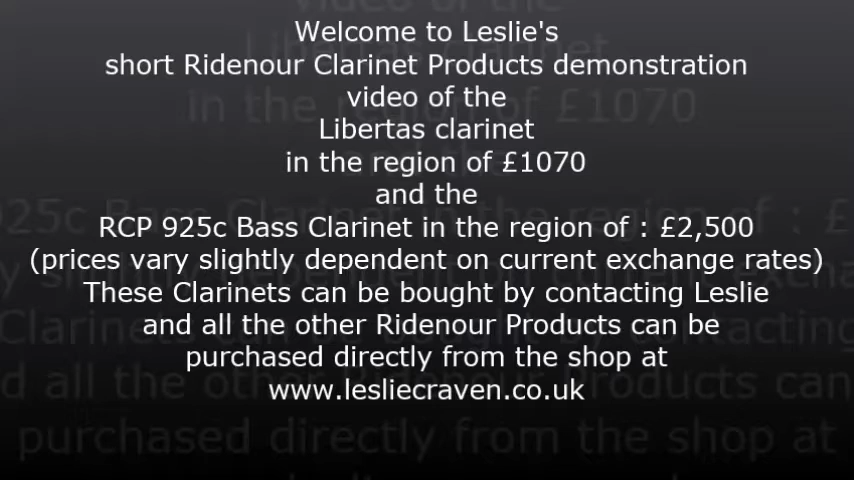 Welcome to Leslie's
short Ridenour Clarinet Products demonstration
video of the
Libertas clarinet
in the region of £1070
and the
RCP 925c Bass Clarinet in the region of : £2,500
(prices vary slightly dependent on current exchange rates)
These Clarinets can be bought by contacting Leslie
and all the other Ridenour Products can be
purchased directly from the shop at
www.lesliecraven.co.uk